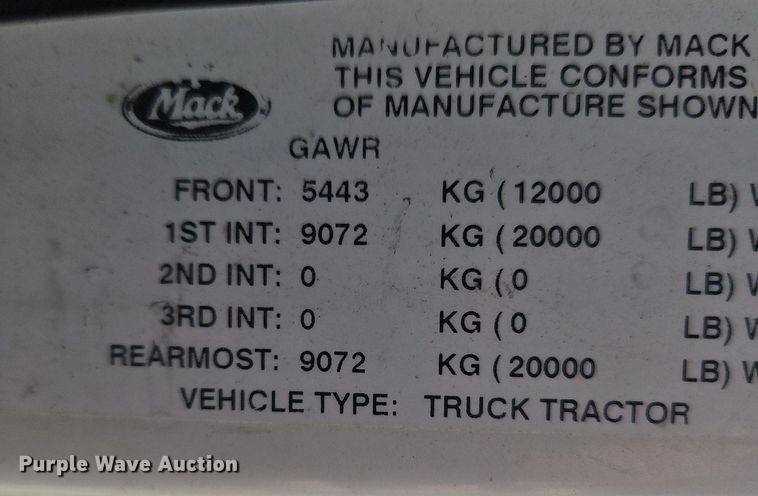 MANUFACTURED BY MACK
THIS VEHICLE CONFORMS
OF MANUFACTURE SHOWN
Mack
GAWR
FRONT: 5443 KG ( 12000 LB) W
1ST INT: 9072 KG ( 20000 LB) W
2ND INT: 0 KG ( 0 LB) W
3RD INT: 0 KG ( 0 LB) W
REARMOST: 9072 KG ( 20000 LB) W
VEHICLE TYPE: TRUCK TRACTOR
Purple Wave Auction